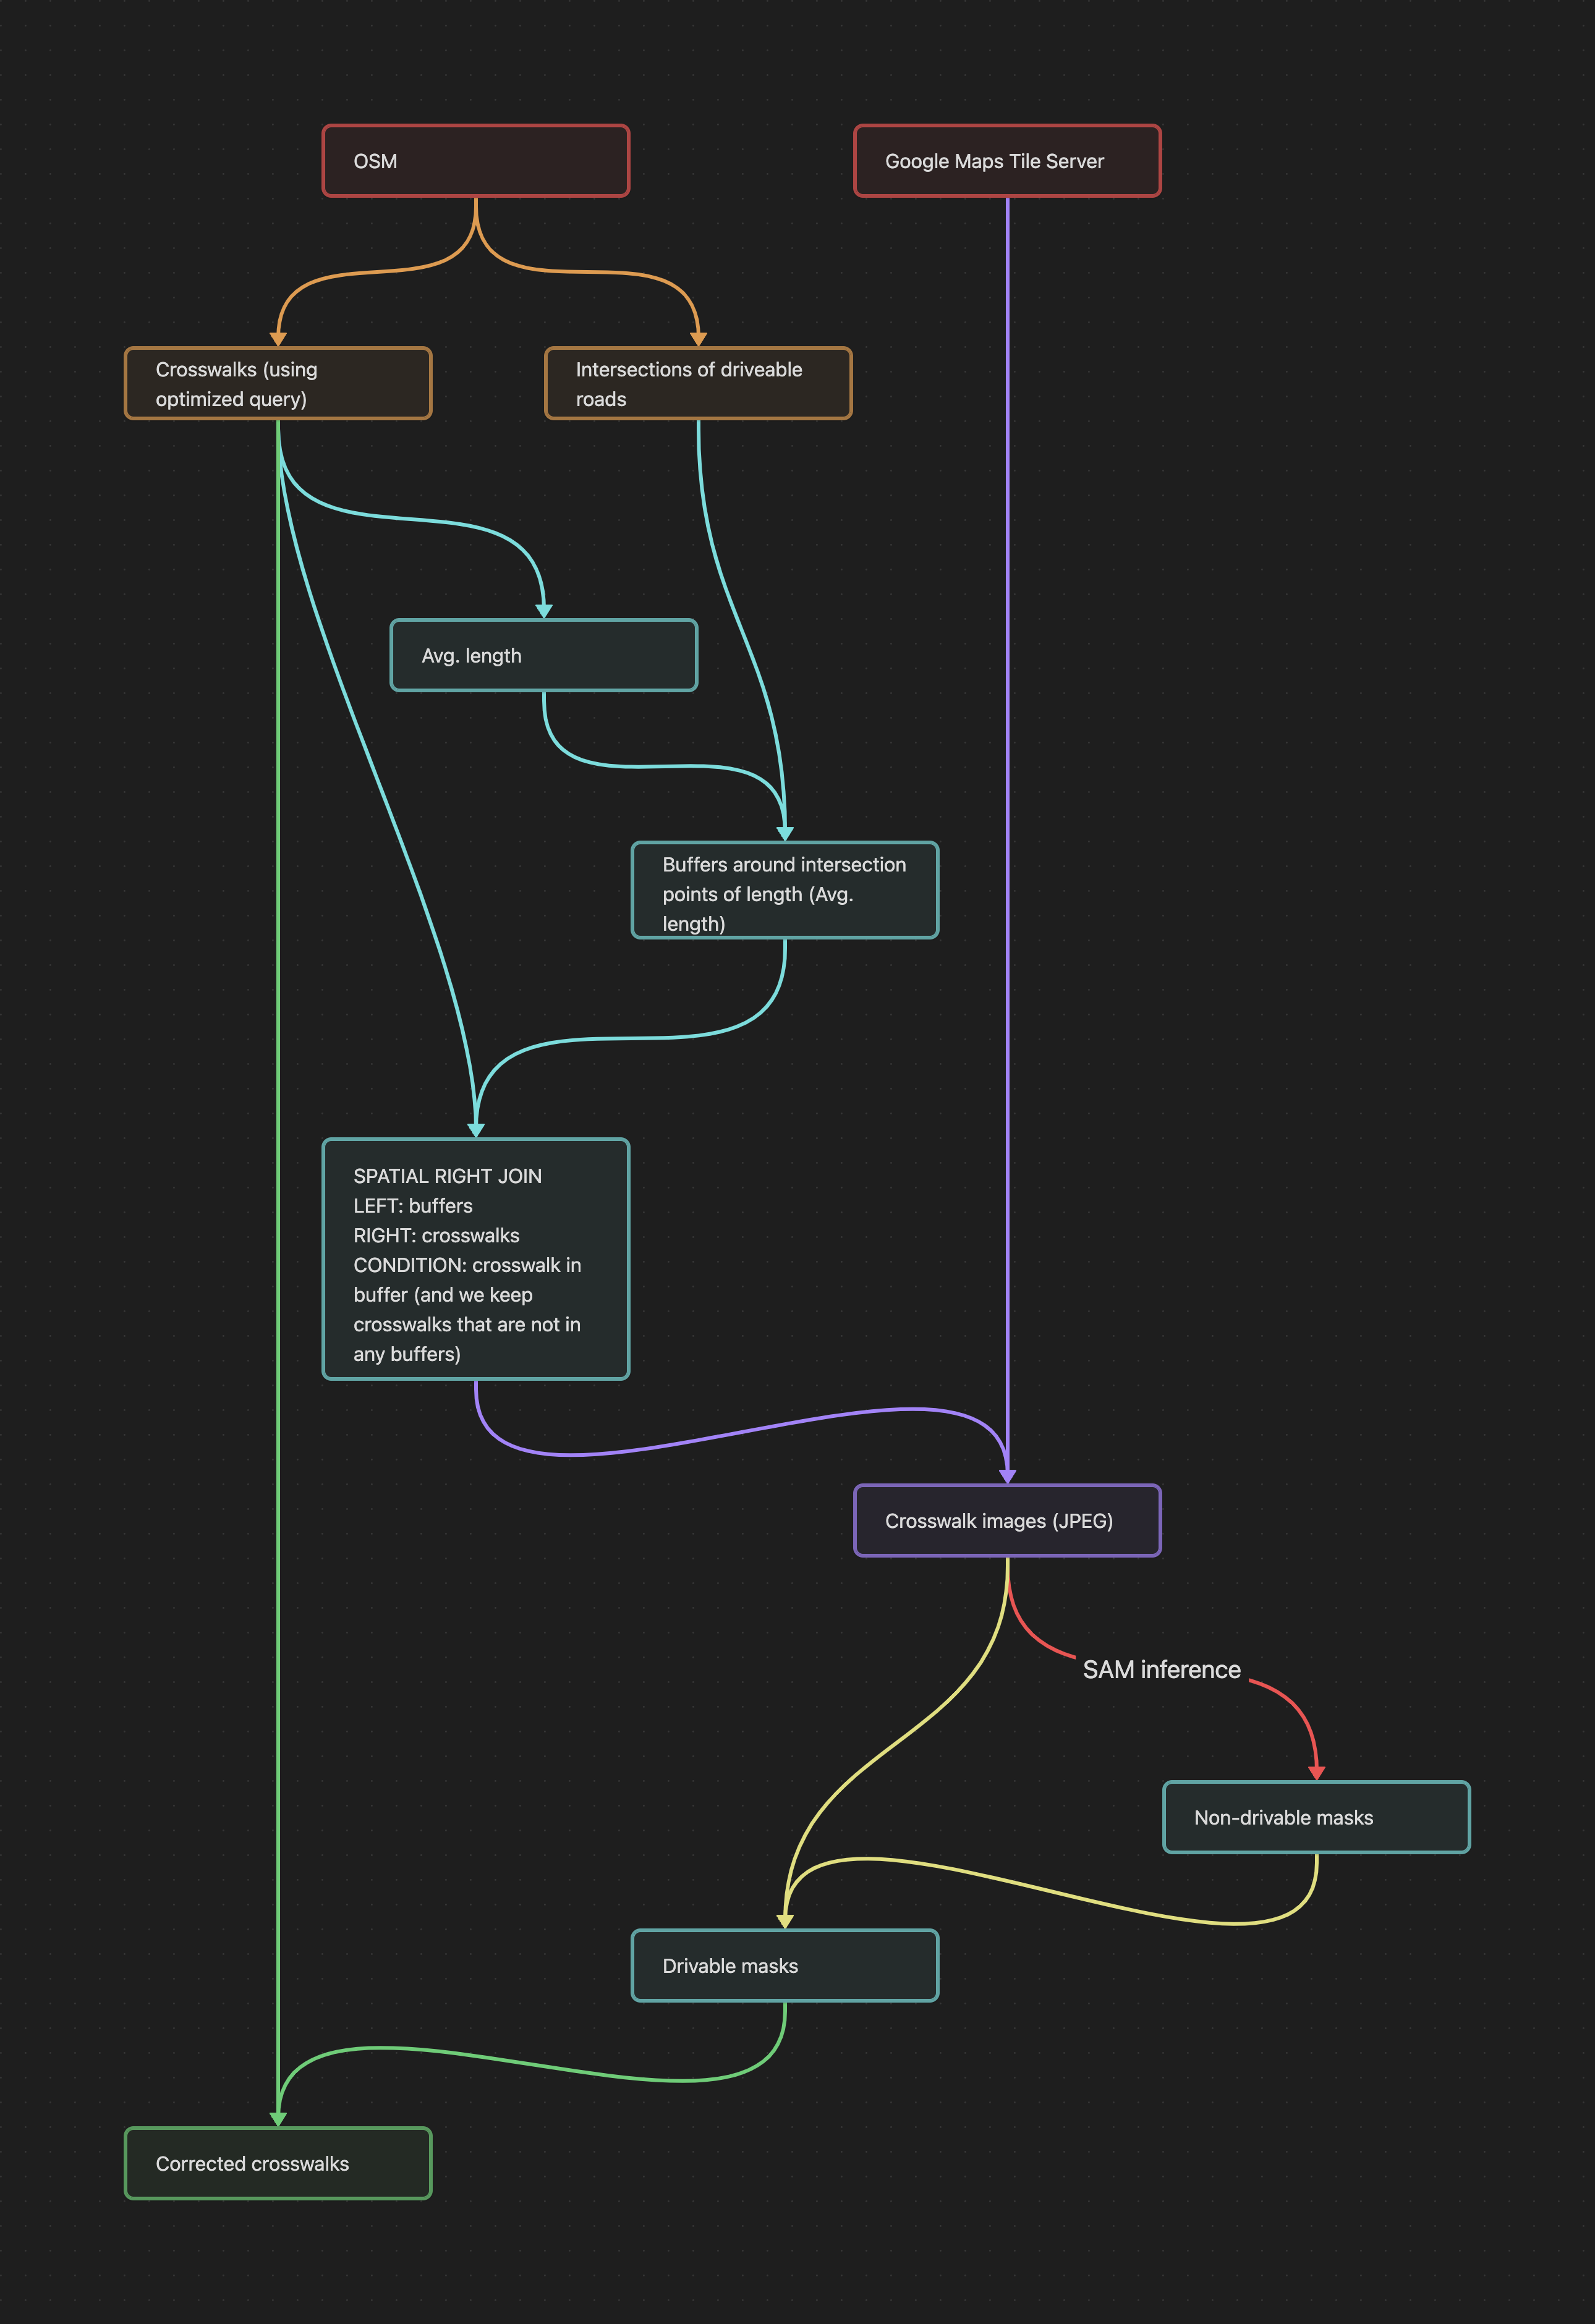 OSM
Google Maps Tile Server
Crosswalks (using
optimized query)
Intersections of driveable
roads
Avg. length
Buffers around intersection
points of length (Avg.
length)
SPATIAL RIGHT JOIN
LEFT: buffers
RIGHT: crosswalks
CONDITION: crosswalk in
buffer (and we keep
crosswalks that are not in
any buffers)
Crosswalk images (JPEG)
SAM inference
Non-drivable masks
Drivable masks
Corrected crosswalks